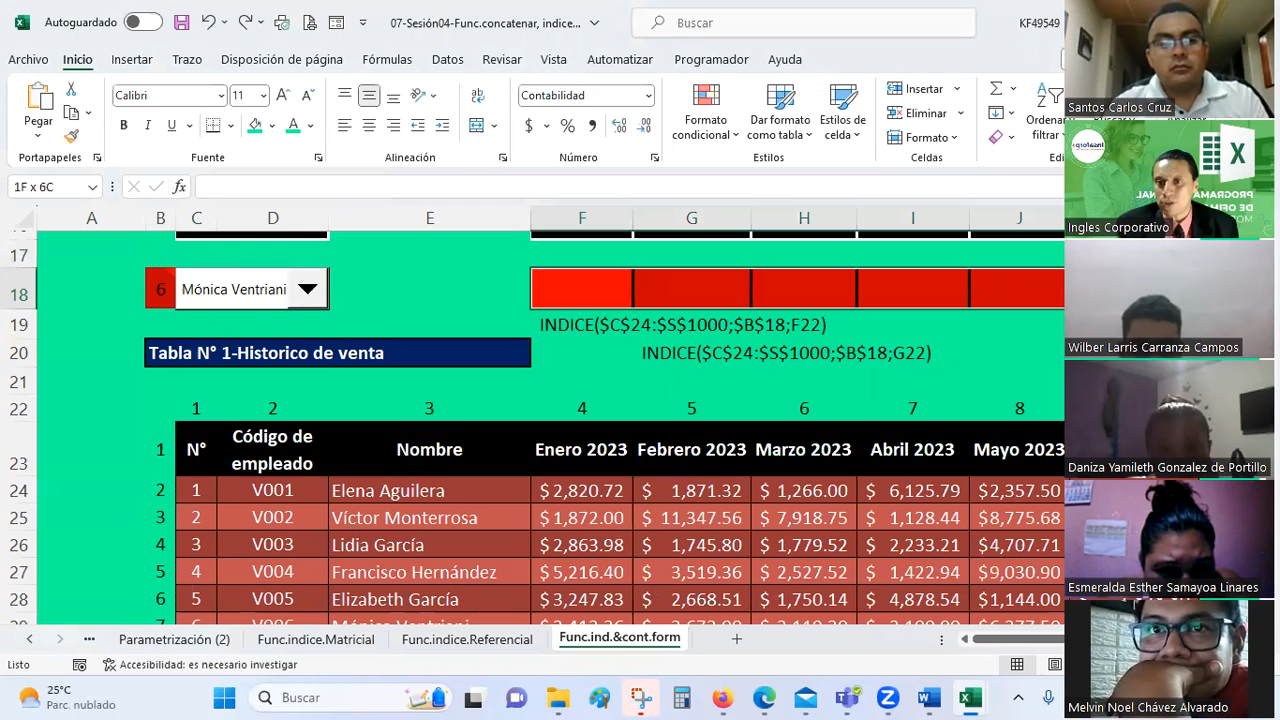 Autoguardado
07-Sesión04-Func.concatenar, indice...
Buscar
KF49549
Archivo Inicio Insertar Trazo Disposición de página Fórmulas Datos Revisar Vista Automatizar Programador Ayuda
Pegar
Calibri 11
N K S
Contabilidad
$ % 000
Formato condicional
Dar formato como tabla
Estilos de celda
Insertar
Eliminar
Formato
Ordenar
filtrar
Portapapeles Fuente Alineación Número Estilos Celdas
1F x 6C
fx
A B C D E F G H I J
17
18 6 Mónica Ventriani
19 INDICE($C$24:$S$1000;$B$18;F22)
20 Tabla N° 1-Historico de venta INDICE($C$24:$S$1000;$B$18;G22)
21
22 1 2 3 4 5 6 7 8
23 1 N° Código de empleado Nombre Enero 2023 Febrero 2023 Marzo 2023 Abril 2023 Mayo 2023
24 2 1 V001 Elena Aguilera $ 2,820.72 $ 1,871.32 $ 1,266.00 $ 6,125.79 $2,357.50
25 3 2 V002 Víctor Monterrosa $ 1,872.00 $ 11,347.56 $ 7,918.75 $ 1,128.44 $8,775.68
26 4 3 V003 Lidia García $ 2,863.98 $ 1,745.80 $ 1,779.52 $ 2,233.21 $4,707.71
27 5 4 V004 Francisco Hernández $ 5,216.40 $ 3,519.36 $ 2,527.52 $ 1,422.94 $9,030.90
28 6 5 V005 Elizabeth García $ 3,247.83 $ 2,668.51 $ 1,750.14 $ 4,878.54 $1,144.00
Parametrización (2) Func.indice.Matricial Func.indice.Referencial Func.ind.&cont.form
Listo
Accesibilidad: es necesario investigar
25°C
Parc. nublado
Buscar
Santos Carlos Cruz
Insaforp
Ingles Corporativo
Wilber Larris Carranza Campos
Daniza Yamileth Gonzalez de Portillo
Esmeralda Esther Samayoa Linares
Melvin Noel Chávez Alvarado